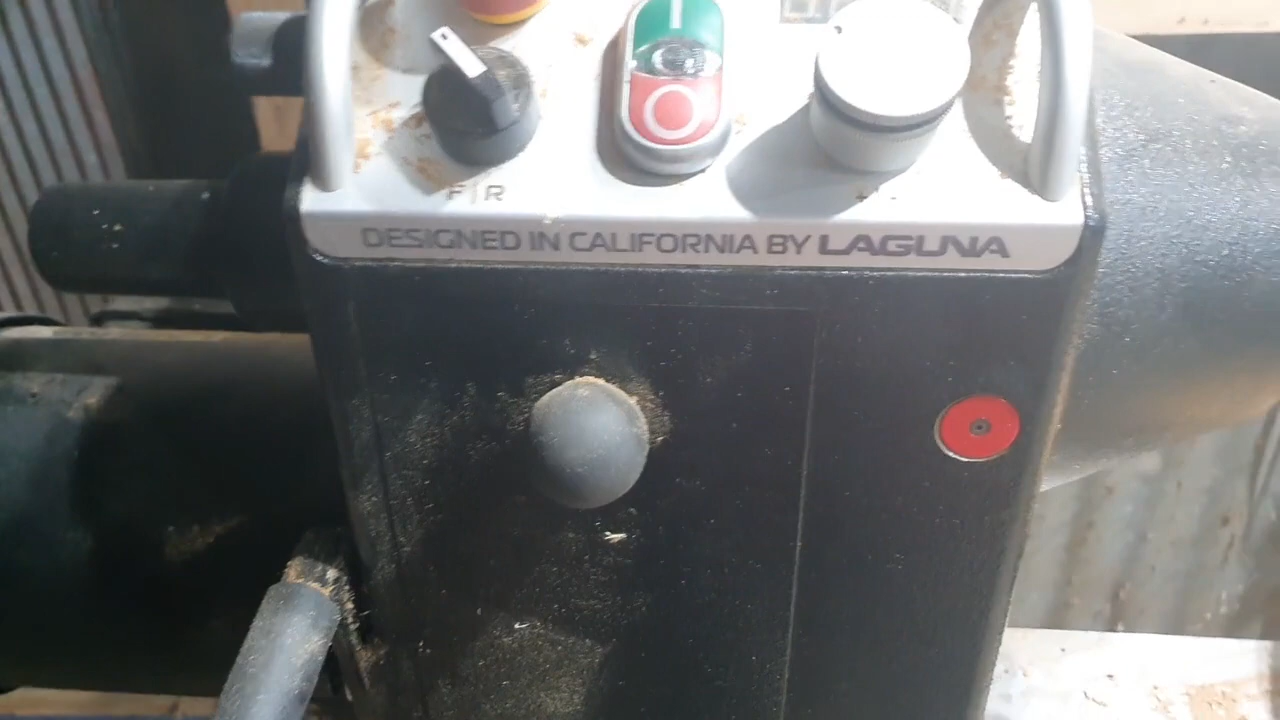 F | R
+ -
DESIGNED IN CALIFORNIA BY LAGUNA